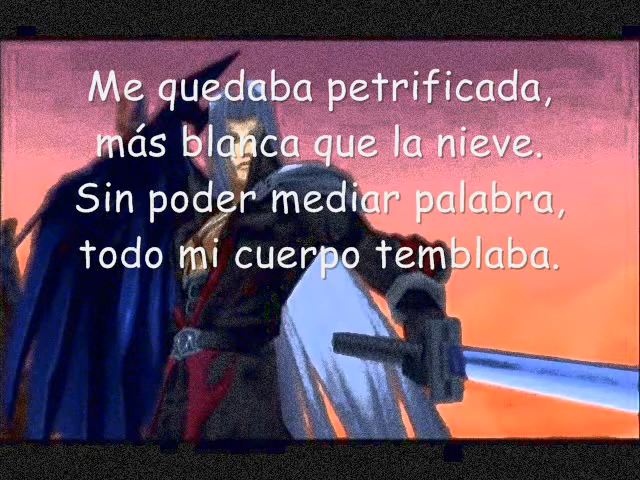 Me quedaba petrificada,
más blanca que la nieve.
Sin poder mediar palabra,
todo mi cuerpo temblaba.